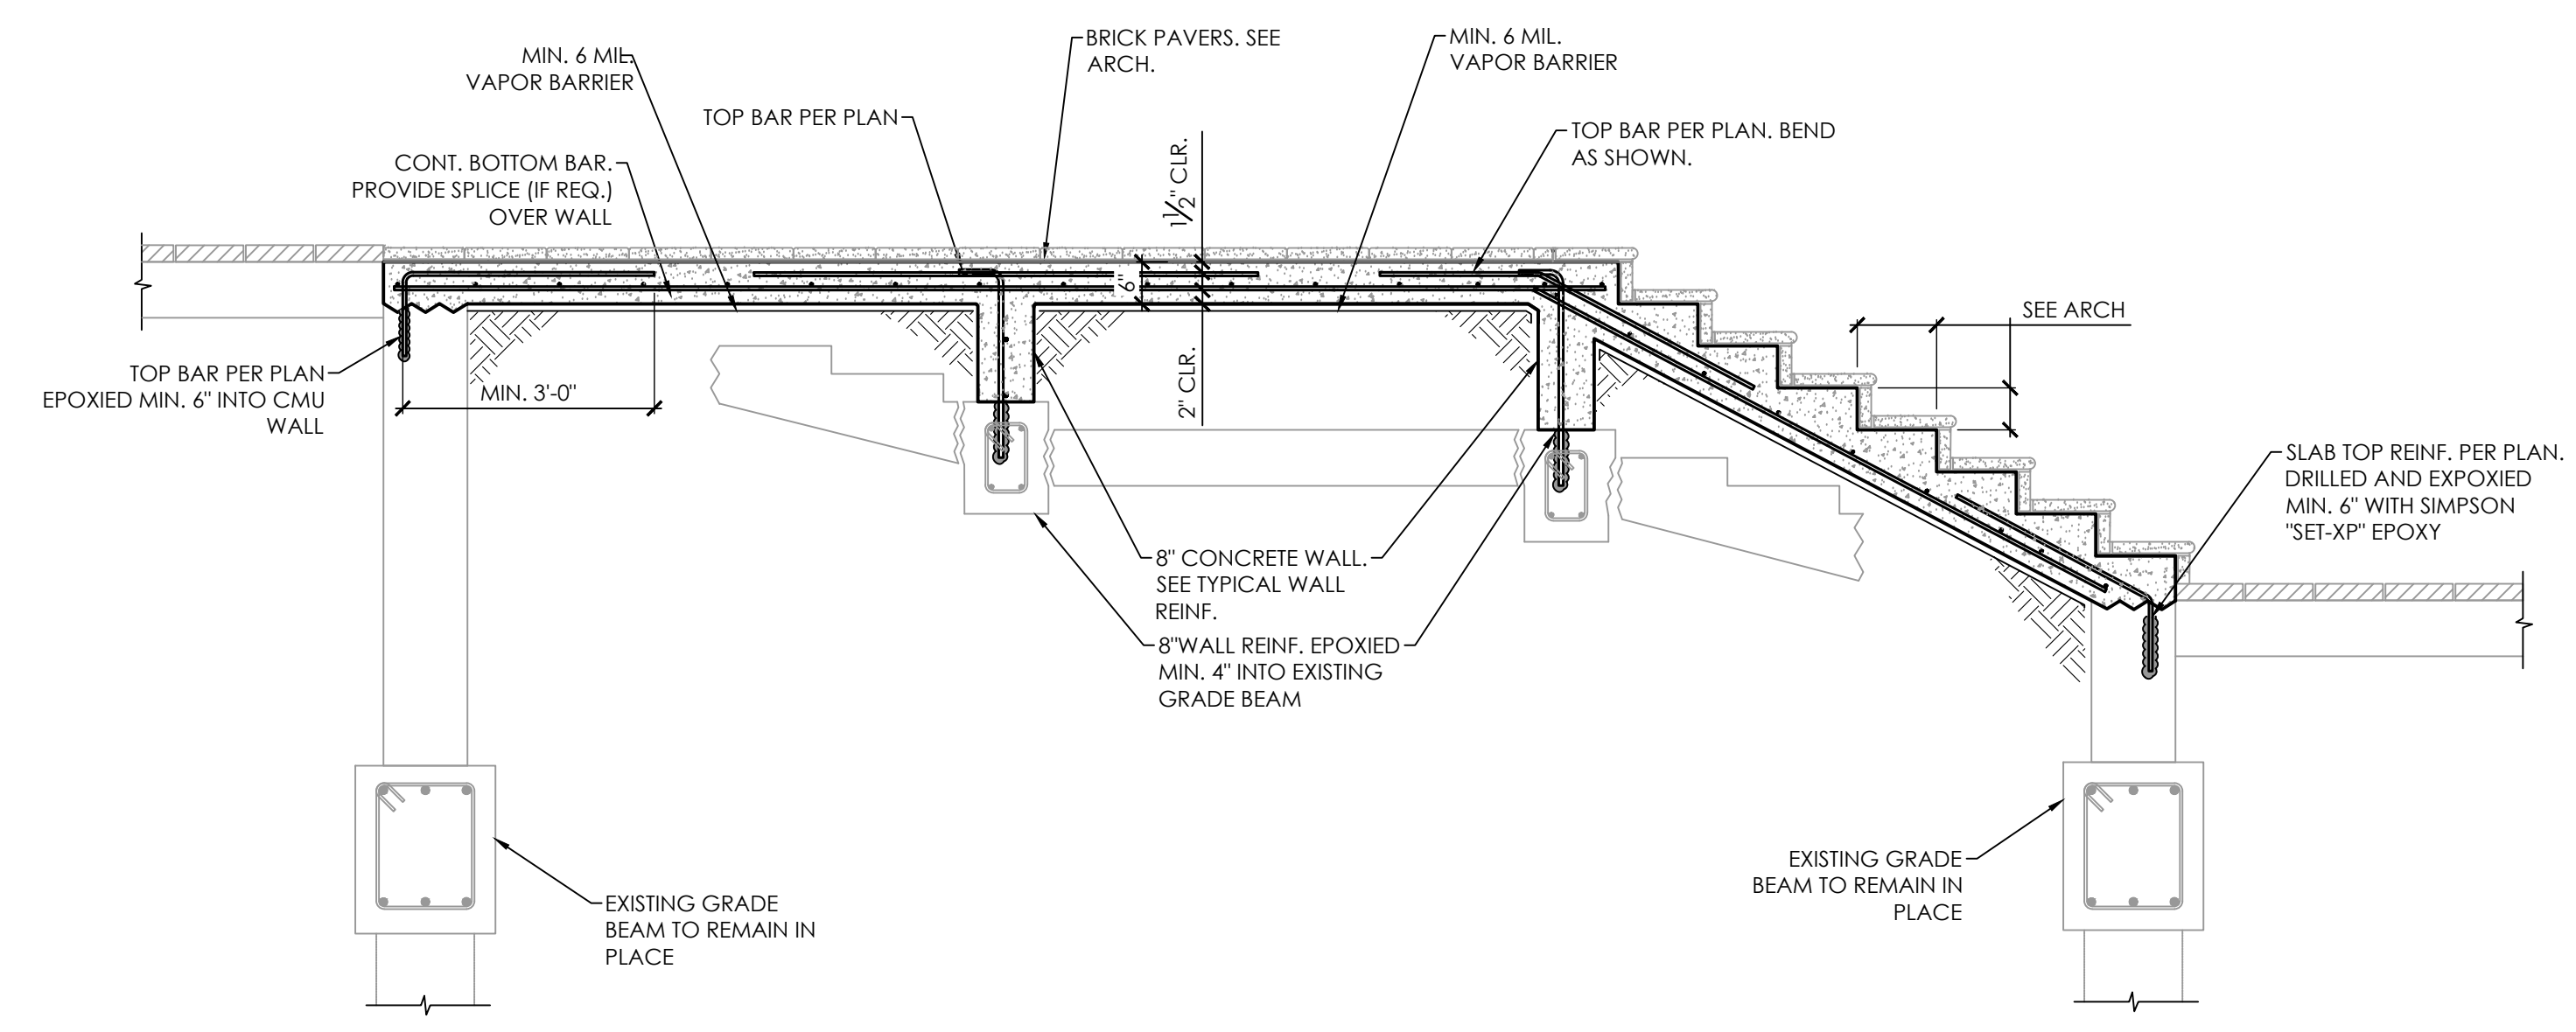 MIN. 6 MIL.
VAPOR BARRIER
BRICK PAVERS. SEE
ARCH.
MIN. 6 MIL.
VAPOR BARRIER
TOP BAR PER PLAN
TOP BAR PER PLAN. BEND
AS SHOWN.
CONT. BOTTOM BAR.
PROVIDE SPLICE (IF REQ.)
OVER WALL
1½" CLR.
6"
2" CLR.
SEE ARCH
TOP BAR PER PLAN
EPOXIED MIN. 6" INTO CMU
WALL
MIN. 3'-0"
SLAB TOP REINF. PER PLAN.
DRILLED AND EXPOXIED
MIN. 6" WITH SIMPSON
"SET-XP" EPOXY
8" CONCRETE WALL.
SEE TYPICAL WALL
REINF.
8"WALL REINF. EPOXIED
MIN. 4" INTO EXISTING
GRADE BEAM
EXISTING GRADE
BEAM TO REMAIN IN
PLACE
EXISTING GRADE
BEAM TO REMAIN IN
PLACE